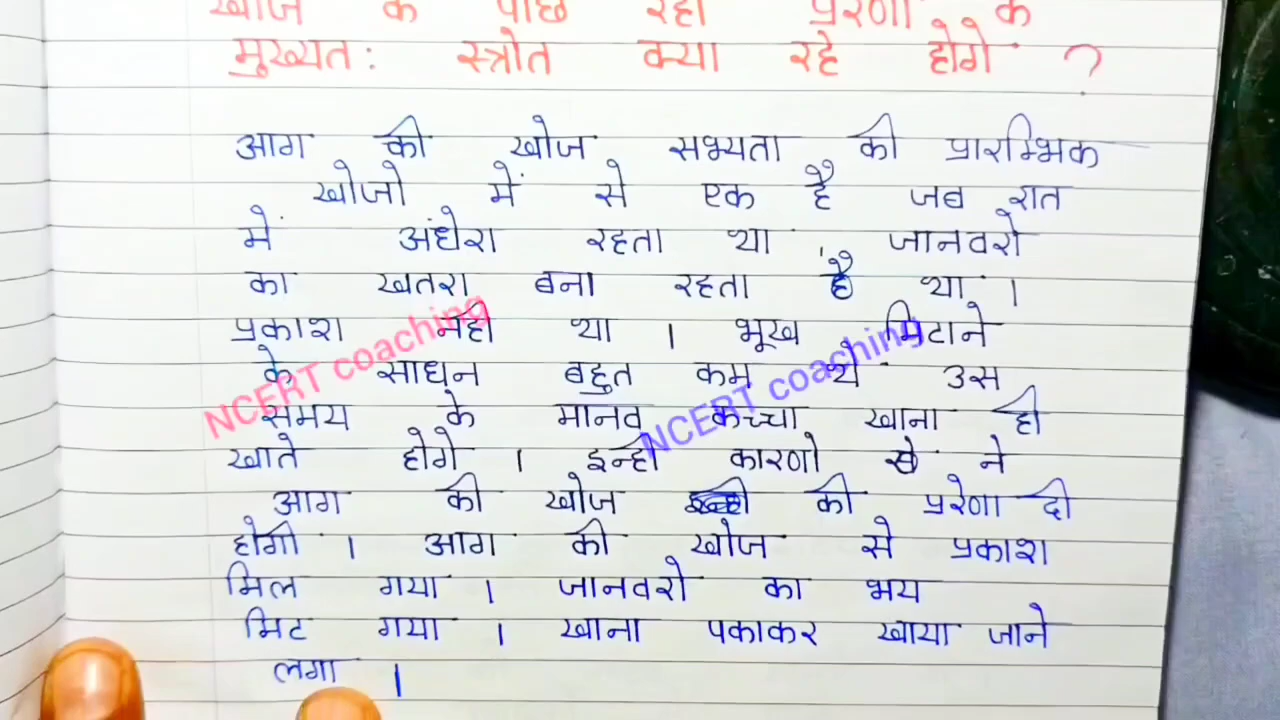 खोज के पीछे रही प्रेरणा के
मुख्यत: स्त्रोत क्या रहे होगे ?
आग की खोज सभ्यता की प्रारम्भिक
खोजो में से एक है जब रात
में अंधेरा रहता था , जानवरो
का खतरा बना रहता है था ।
प्रकाश नही था । भूख मिटाने
के साधन बहुत कम थे उस
समय के मानव कच्चा खाना ही
खाते होगे । इन्ही कारणो ने
आग की खोज की प्ररेणा दी
होगी । आग की खोज से प्रकाश
मिल गया । जानवरो का भय
मिट गया । खाना पकाकर खाया जाने
लगा ।
NCERT coaching
NCERT coaching